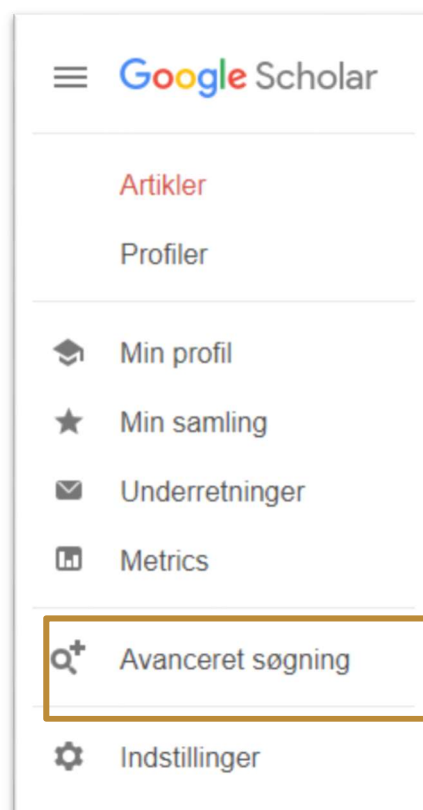 Google Scholar
Artikler
Profiler
Min profil
Min samling
Underretninger
Metrics
Avanceret søgning
Indstillinger